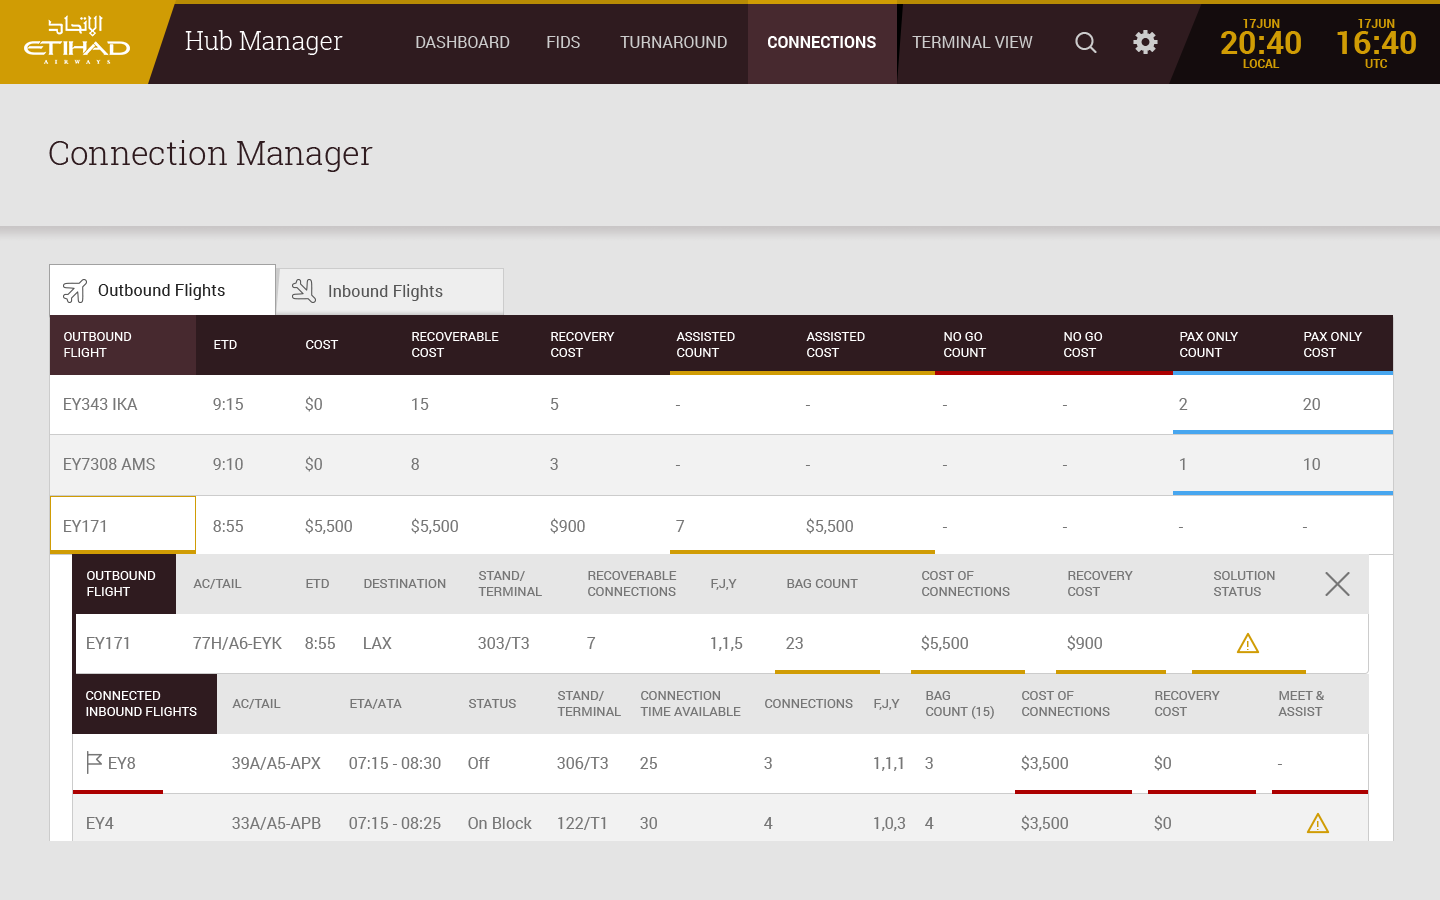 الإتحاد
ETIHAD
AIRWAYS
Hub Manager
DASHBOARD FIDS TURNAROUND CONNECTIONS TERMINAL VIEW
17JUN
20:40
LOCAL
17JUN
16:40
UTC
Connection Manager
Outbound Flights
Inbound Flights
OUTBOUND FLIGHT ETD COST RECOVERABLE COST RECOVERY COST ASSISTED COUNT ASSISTED COST NO GO COUNT NO GO COST PAX ONLY COUNT PAX ONLY COST
EY343 IKA 9:15 $0 15 5 - - - - 2 20
EY7308 AMS 9:10 $0 8 3 - - - - 1 10
EY171 8:55 $5,500 $5,500 $900 7 $5,500 - - - -
OUTBOUND FLIGHT AC/TAIL ETD DESTINATION STAND/ TERMINAL RECOVERABLE CONNECTIONS F,J,Y BAG COUNT COST OF CONNECTIONS RECOVERY COST SOLUTION STATUS
EY171 77H/A6-EYK 8:55 LAX 303/T3 7 1,1,5 23 $5,500 $900
CONNECTED INBOUND FLIGHTS AC/TAIL ETA/ATA STATUS STAND/ TERMINAL CONNECTION TIME AVAILABLE CONNECTIONS F,J,Y BAG COUNT (15) COST OF CONNECTIONS RECOVERY COST MEET & ASSIST
EY8 39A/A5-APX 07:15 - 08:30 Off 306/T3 25 3 1,1,1 3 $3,500 $0 -
EY4 33A/A5-APB 07:15 - 08:25 On Block 122/T1 30 4 1,0,3 4 $3,500 $0